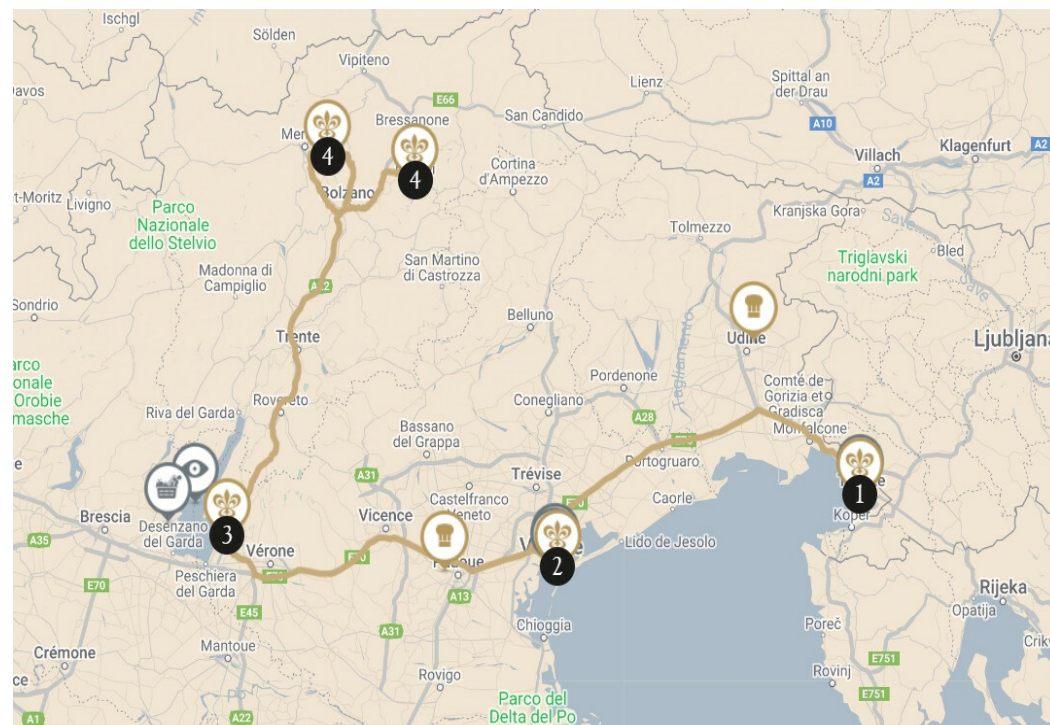 Ischgl
Sölden
Vipiteno
Lienz
Spittal an
der Drau
Davos
E66
Bressanone
San Candido
A10
Mer
4
4
Cortina
d'Ampezzo
Villach
Klagenfurt
A2
A2
St-Moritz
Livigno
Bolzano
Parco
Nazionale
dello Stelvio
Kranjska Gora
Save
Tolmezzo
Bled
Save
San Martino
di Castrozza
Triglavski
narodni park
Madonna di
Campiglio
A22
Sondrio
Belluno
Tagliamento
Trente
Udine
Ljubljana
Pordenone
Comté de
Gorizia et
Gradisca
Conegliano
Riva del Garda
Rovereto
A28
Monfalcone
Bassano
del Grappa
Portogruaro
A31
Trévise
1
Castelfranco
Veneto
Caorle
Koper
Brescia
Desenzano
del Garda
3
Vicence
A35
Vérone
E70
2
Lido de Jesolo
Peschiera
del Garda
E70
A13
Rijeka
E45
Opatija
Chioggia
A31
Poreč
Mantoue
Crémone
Rovigo
E751
Rovinj
Parco del
Delta del Po
E751
A1
A22
Pô